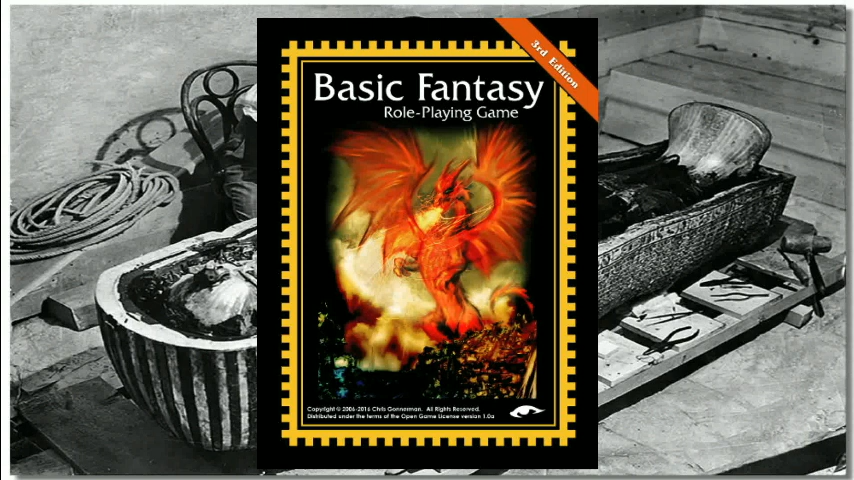 3rd Edition
Basic Fantasy
Role-Playing Game
Copyright © 2006-2016 Chris Gonnerman. All Rights Reserved.
Distributed under the terms of the Open Game License version 1.0a